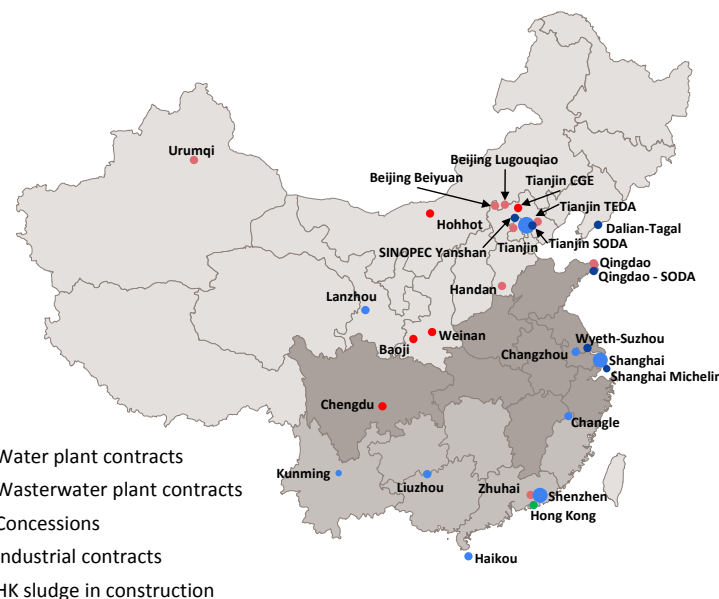 Urumqi
Beijing Lugouqiao
Beijing Beiyuan
Tianjin CGE
Tianjin TEDA
Hohhot
Dalian-Tagal
SINOPEC Yanshan
Tianjin
Tianjin SODA
Qingdao
Qingdao - SODA
Handan
Lanzhou
Weinan
Baoji
Wyeth-Suzhou
Changzhou
Shanghai
Shanghai Michelin
Chengdu
Changle
Water plant contracts
Kunming
Liuzhou
Zhuhai
Shenzhen
Wasterwater plant contracts
Hong Kong
Concessions
ndustrial contracts
Haikou
HK sludge in construction